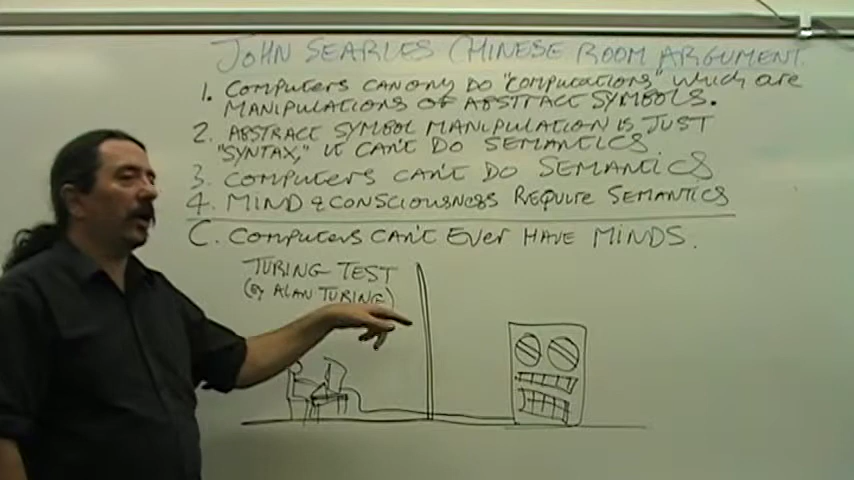 JOHN SEARLES CHINESE ROOM ARGUMENT.
1. COMPUTERS CAN ONY DO "COMPUTATIONS" WHICH ARE
MANIPULATIONS OF ABSTRACT SYMBOLS.
2. ABSTRACT SYMBOL MANIPULATION IS JUST
"SYNTAX," IT CAN'T DO SEMANTICS.
3. COMPUTERS CAN'T DO SEMANTICS
4. MIND & CONSCIOUSNESS REQUIRE SEMANTICS
C. COMPUTERS CAN'T EVER HAVE MINDS.
TURING TEST
(BY ALAN TURING)